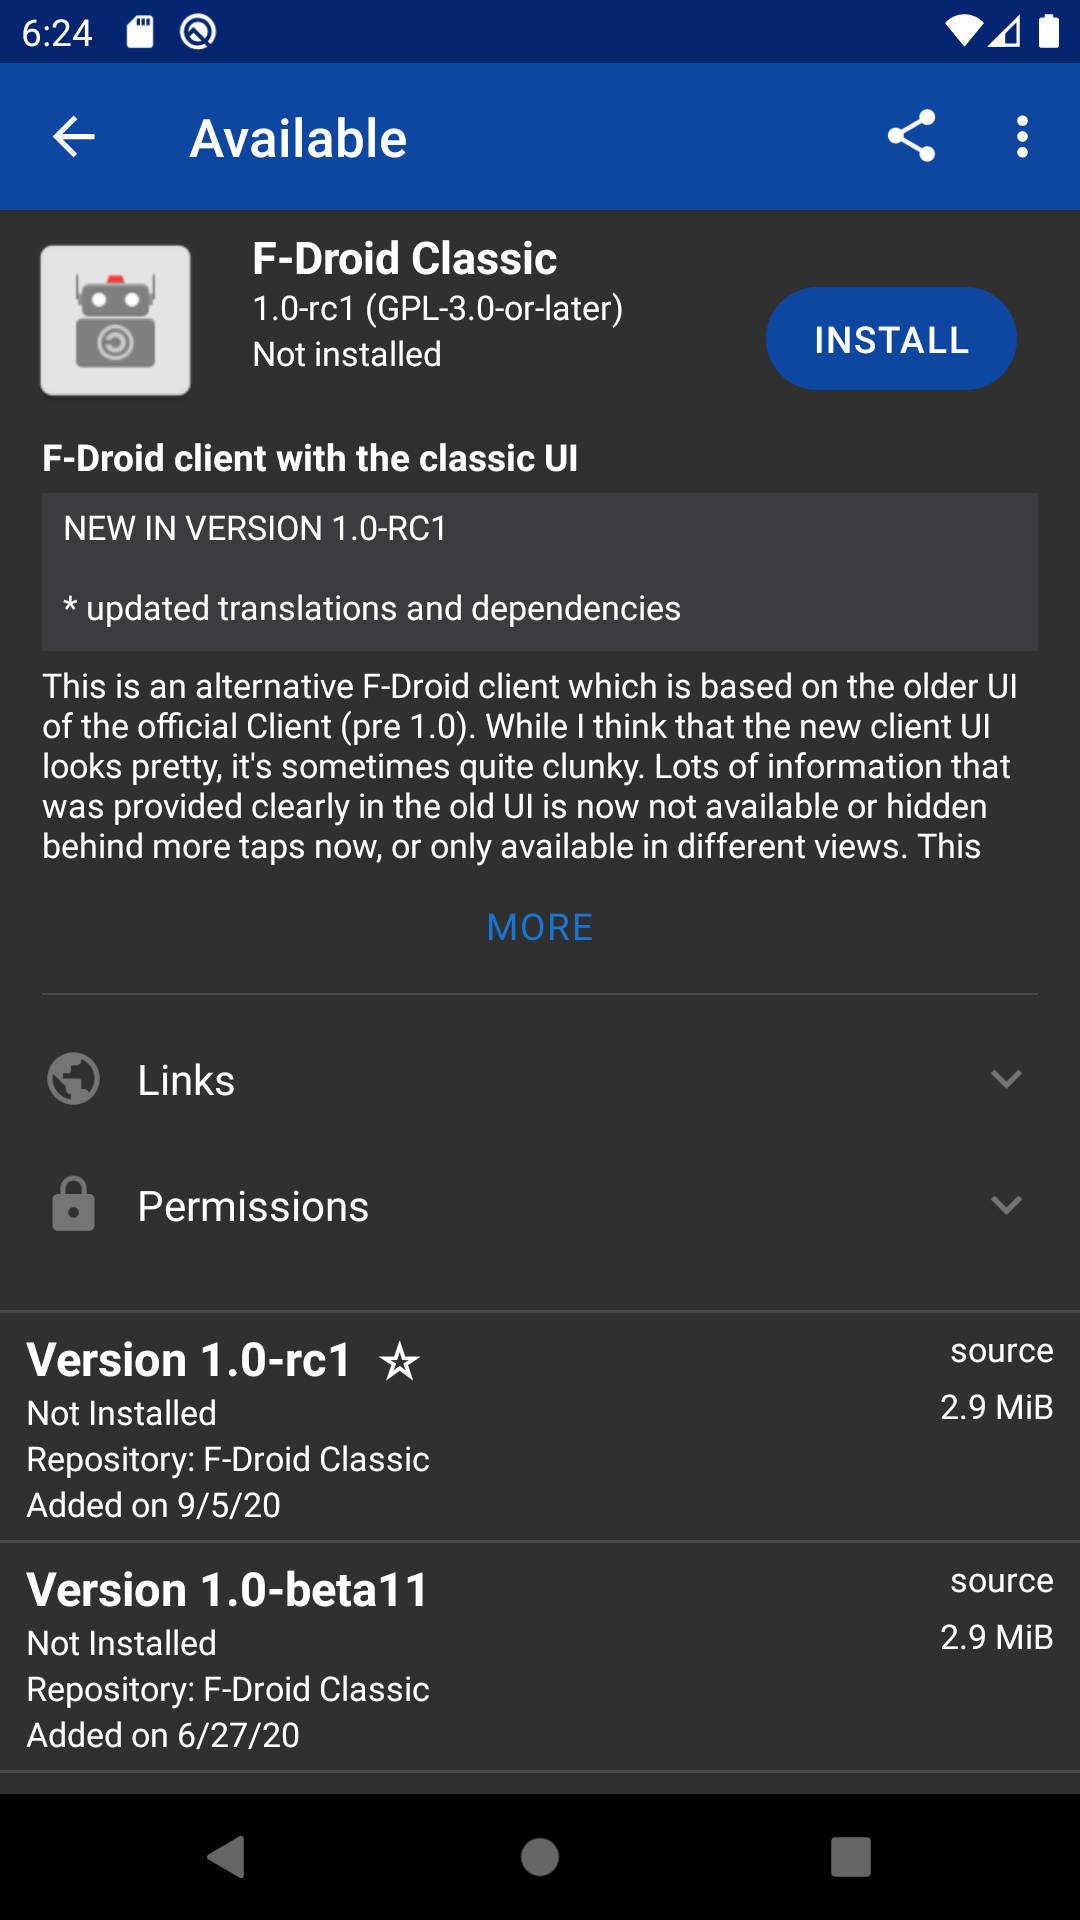 6:24
Available
F-Droid Classic
1.0-rc1 (GPL-3.0-or-later)
Not installed
INSTALL
F-Droid client with the classic UI
NEW IN VERSION 1.0-RC1
* updated translations and dependencies
This is an alternative F-Droid client which is based on the older UI
of the official Client (pre 1.0). While I think that the new client UI
looks pretty, it's sometimes quite clunky. Lots of information that
was provided clearly in the old UI is now not available or hidden
behind more taps now, or only available in different views. This
MORE
Links
Permissions
Version 1.0-rc1
source
Not Installed
2.9 MiB
Repository: F-Droid Classic
Added on 9/5/20
Version 1.0-beta11
source
Not Installed
2.9 MiB
Repository: F-Droid Classic
Added on 6/27/20